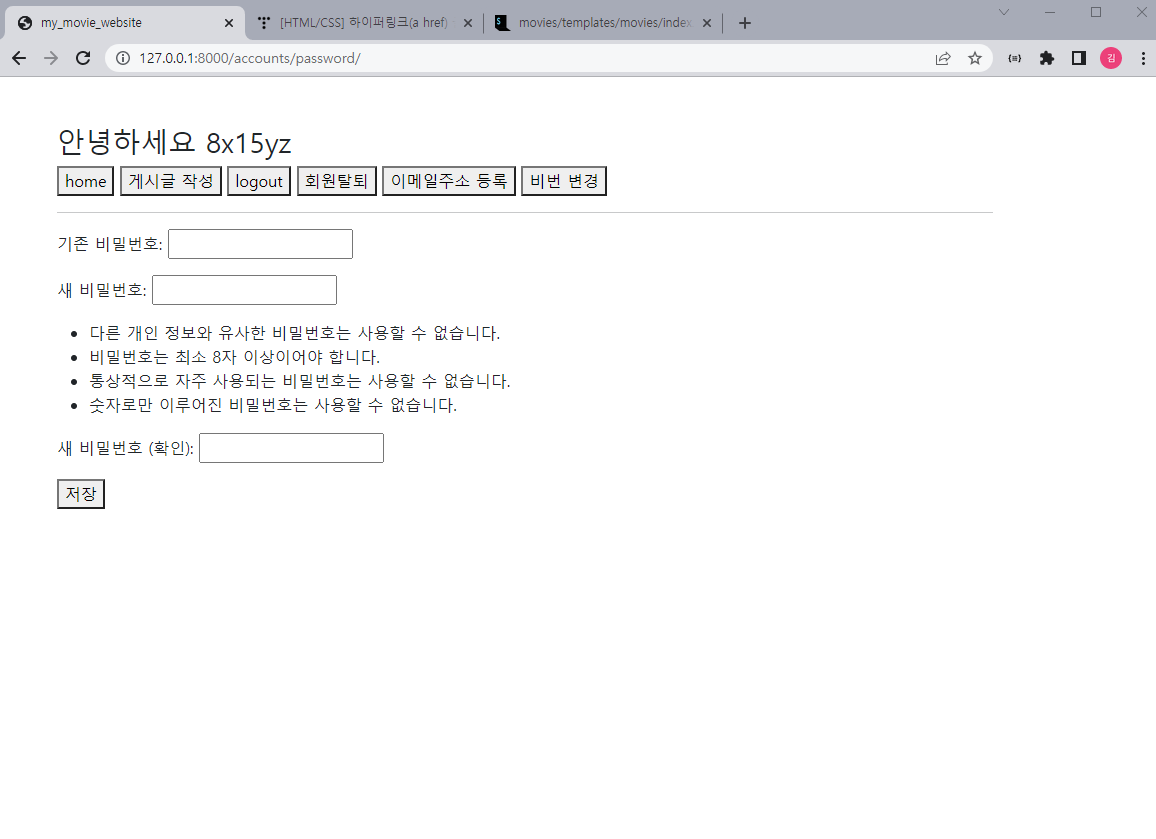 my_movie_website
[HTML/CSS] 하이퍼링크(a href)
movies/templates/movies/index
127.0.0.1:8000/accounts/password/
김
안녕하세요 8x15yz
home 게시글 작성 logout 회원탈퇴 이메일주소 등록 비번 변경
기존 비밀번호:
새 비밀번호:
다른 개인 정보와 유사한 비밀번호는 사용할 수 없습니다.
비밀번호는 최소 8자 이상이어야 합니다.
통상적으로 자주 사용되는 비밀번호는 사용할 수 없습니다.
숫자로만 이루어진 비밀번호는 사용할 수 없습니다.
새 비밀번호 (확인):
저장